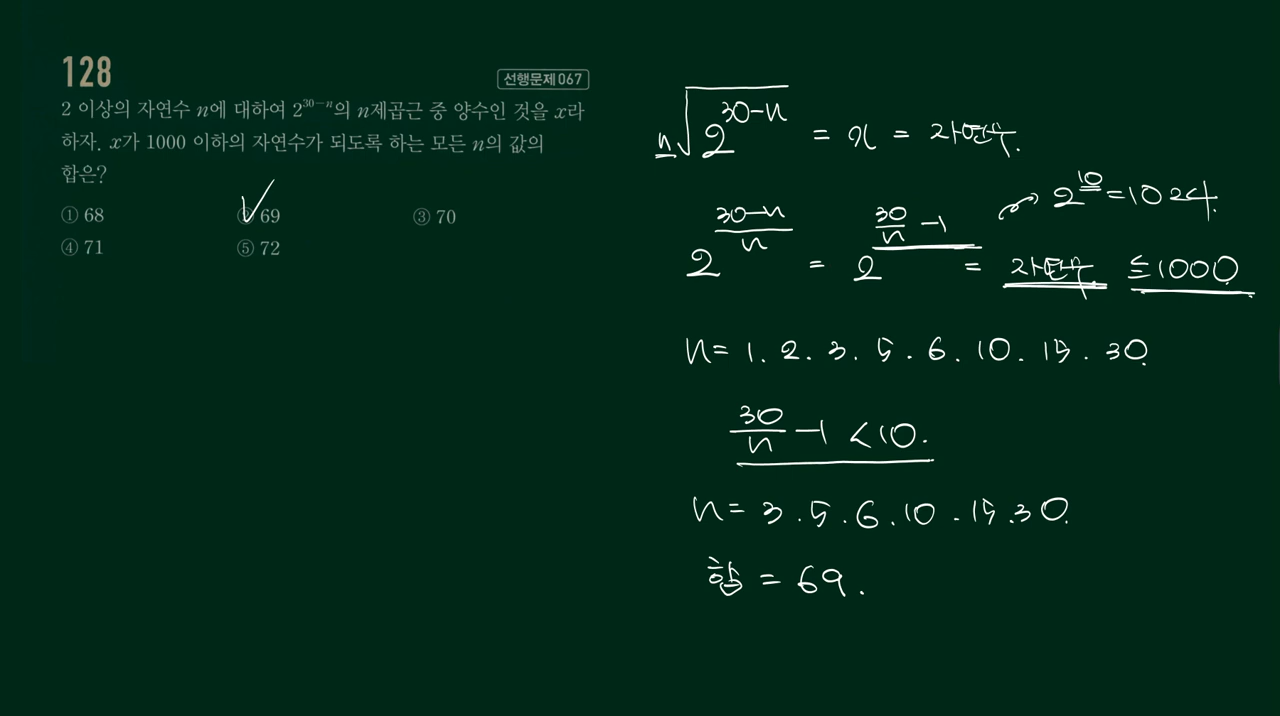 128
선행문제 067
2 이상의 자연수 n에 대하여 2^{30-n}의 n제곱근 중 양수인 것을 x라
하자. x가 1000 이하의 자연수가 되도록 하는 모든 n의 값의
합은?
① 68 ② 69 ③ 70
④ 71 ⑤ 72
ⁿ√(2^{30-n}) = x = 자연수.
2^{10} = 1024.
2^{(30-n)/n} = 2^{30/n - 1} = 자연수 ≤ 1000
n = 1. 2. 3. 5. 6. 10. 15. 30.
30/n - 1 < 10.
n = 3. 5. 6. 10. 15. 30.
합 = 69.